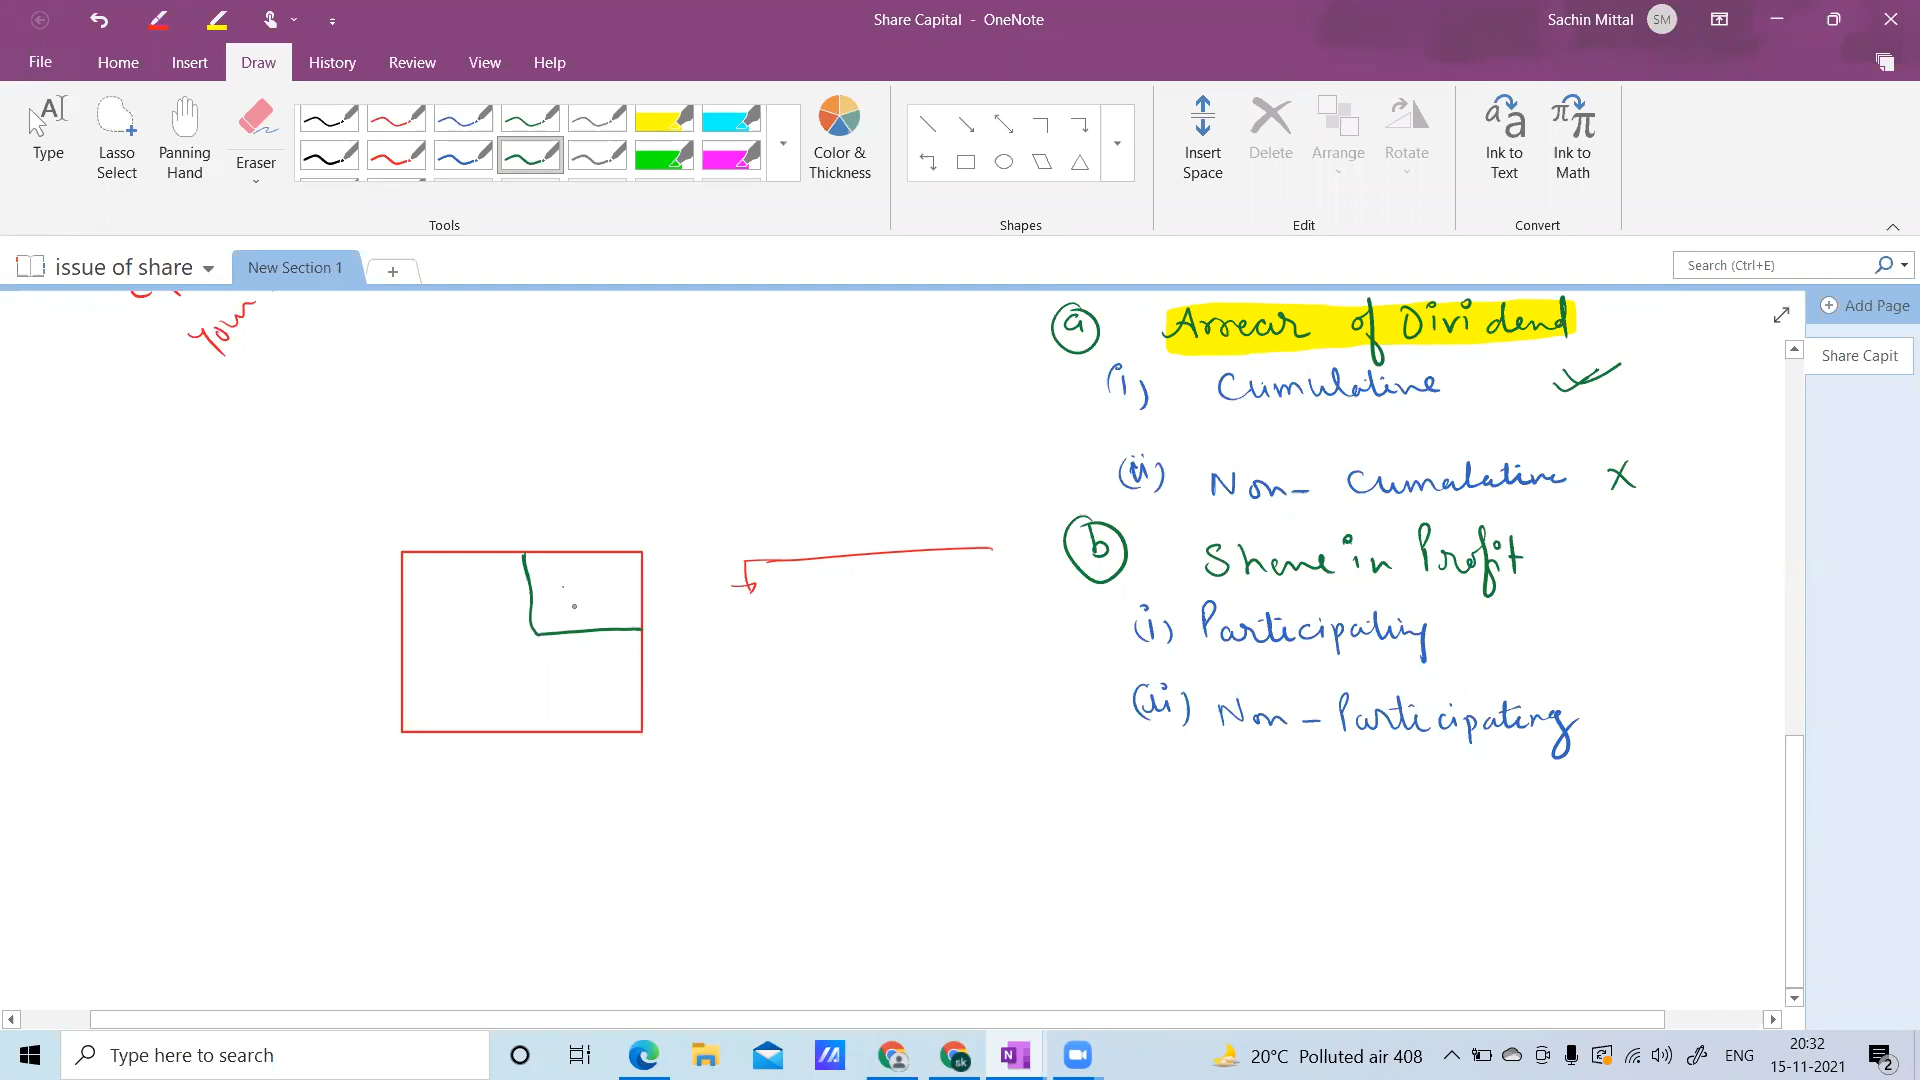 Share Capital - OneNote
Sachin Mittal SM
File Home Insert Draw History Review View Help
Type
Lasso Select
Panning Hand
Eraser
Color & Thickness
Insert Space
Delete
Arrange
Rotate
Ink to Text
Ink to Math
Tools
Shapes
Edit
Convert
issue of share
New Section 1
+
Search (Ctrl+E)
Add Page
Share Capit
Your
a Arrear of Dividend
(i) Cumulative ✓
(ii) Non- Cumulative X
b Share in Profit
(i) Participating
(ii) Non - Participating
Type here to search
20°C Polluted air 408
ENG
20:32
15-11-2021
2